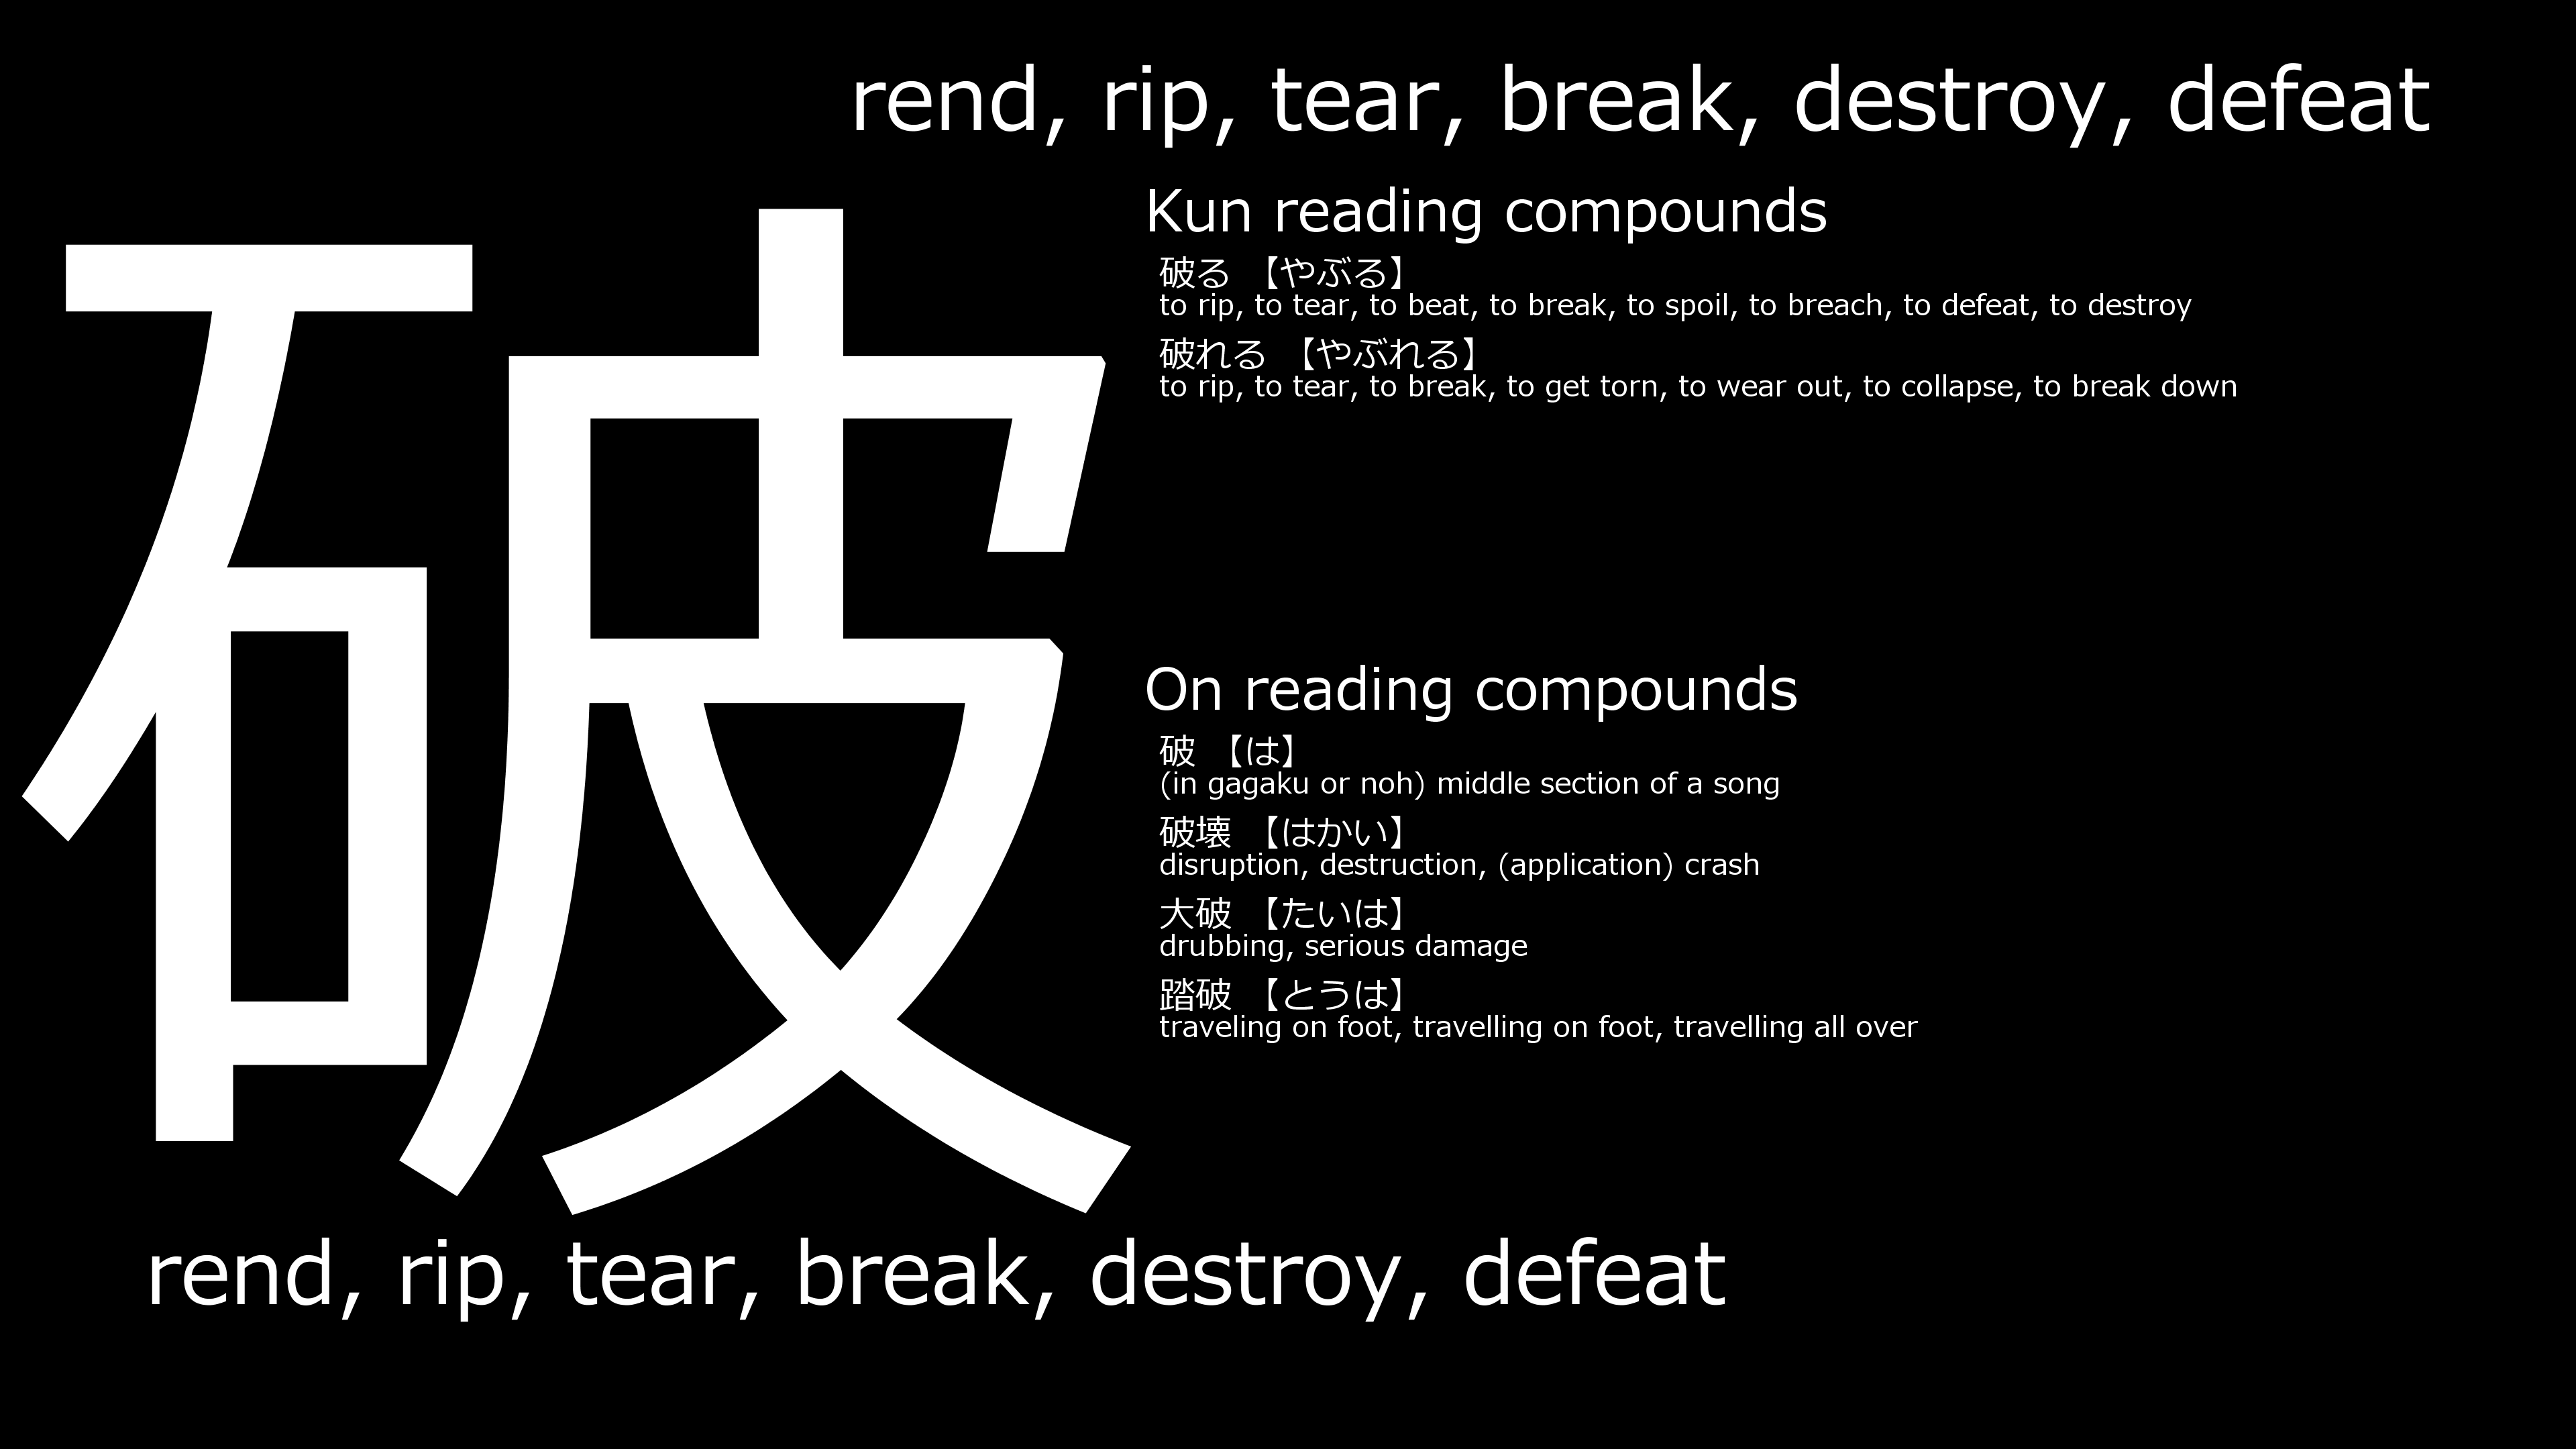 rend, rip, tear, break, destroy, defeat
破
Kun reading compounds
破る 【やぶる】
to rip, to tear, to beat, to break, to spoil, to breach, to defeat, to destroy
破れる 【やぶれる】
to rip, to tear, to break, to get torn, to wear out, to collapse, to break down
On reading compounds
破 【は】
(in gagaku or noh) middle section of a song
破壊 【はかい】
disruption, destruction, (application) crash
大破 【たいは】
drubbing, serious damage
踏破 【とうは】
traveling on foot, travelling on foot, travelling all over
rend, rip, tear, break, destroy, defeat